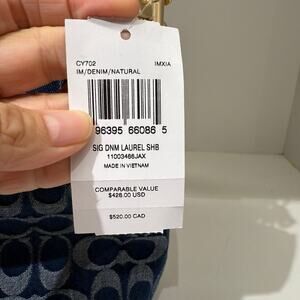 CY702 IMXIA
IM/DENIM/NATURAL
96395 66086 5
SIG DNM LAUREL SHB
11003466JAX
MADE IN VIETNAM
COMPARABLE VALUE
$428.00 USD
$520.00 CAD